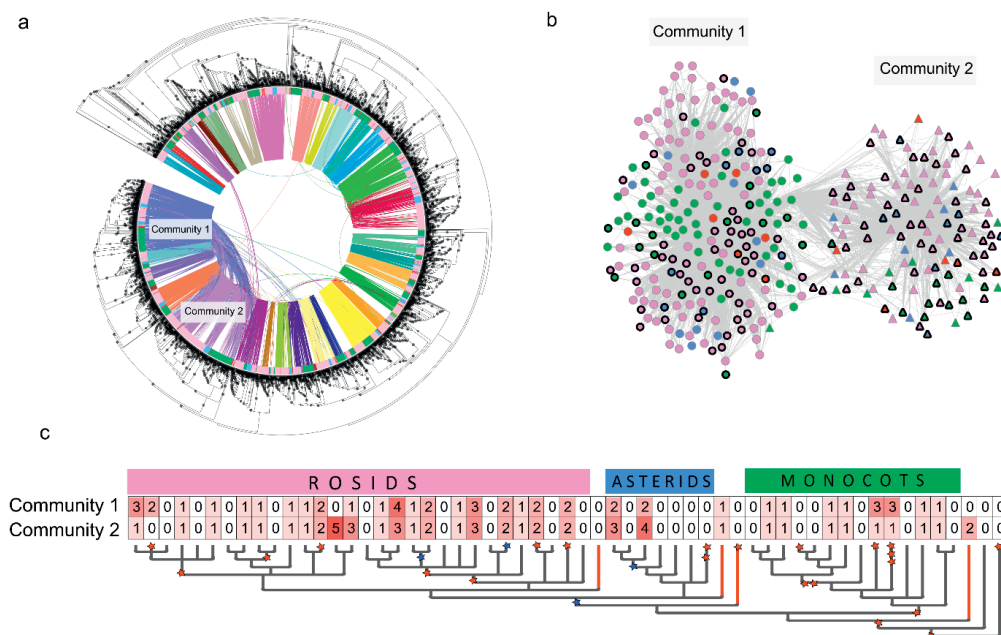 a
b
Community 1
Community 2
Community 1
Community 2
c
ROSIDS ASTERIDS MONOCOTS
Community 1 3 2 0 1 0 1 0 1 1 0 1 1 2 0 1 0 1 4 1 2 0 1 3 0 2 1 2 0 2 0 0 2 0 2 0 0 0 0 1 0 0 1 1 1 0 0 1 1 3 3 0 1 1 0 0 0 0
Community 2 1 0 0 1 0 1 0 1 1 0 1 1 2 5 3 0 1 3 1 2 1 0 3 0 2 1 2 0 2 0 0 3 0 4 0 0 0 0 1 0 0 1 1 1 0 0 1 1 1 1 0 1 1 0 2 0 0